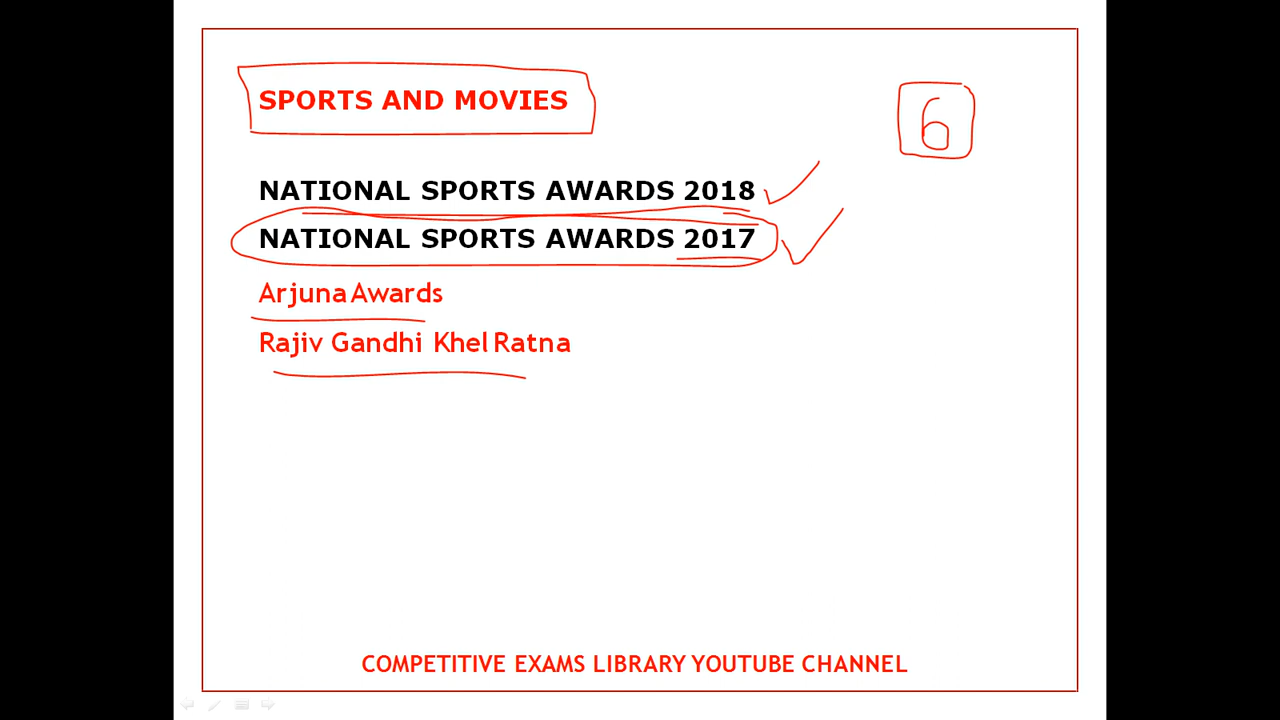 SPORTS AND MOVIES
6
NATIONAL SPORTS AWARDS 2018
NATIONAL SPORTS AWARDS 2017
Arjuna Awards
Rajiv Gandhi Khel Ratna
COMPETITIVE EXAMS LIBRARY YOUTUBE CHANNEL